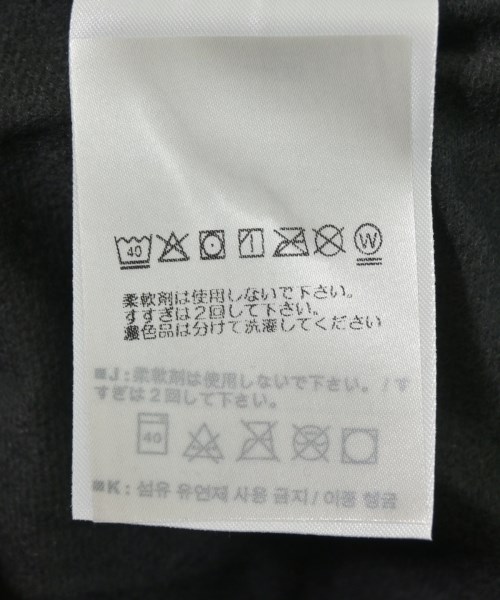 40 W
柔軟剤は使用しないで下さい。
すすぎは2回して下さい。
濃色品は分けて洗濯してください
■J:柔軟剤は使用しないで下さい。/す
すぎは2回して下さい。
40
■K: 섬유 유연제 사용 금지/이중 헹굼